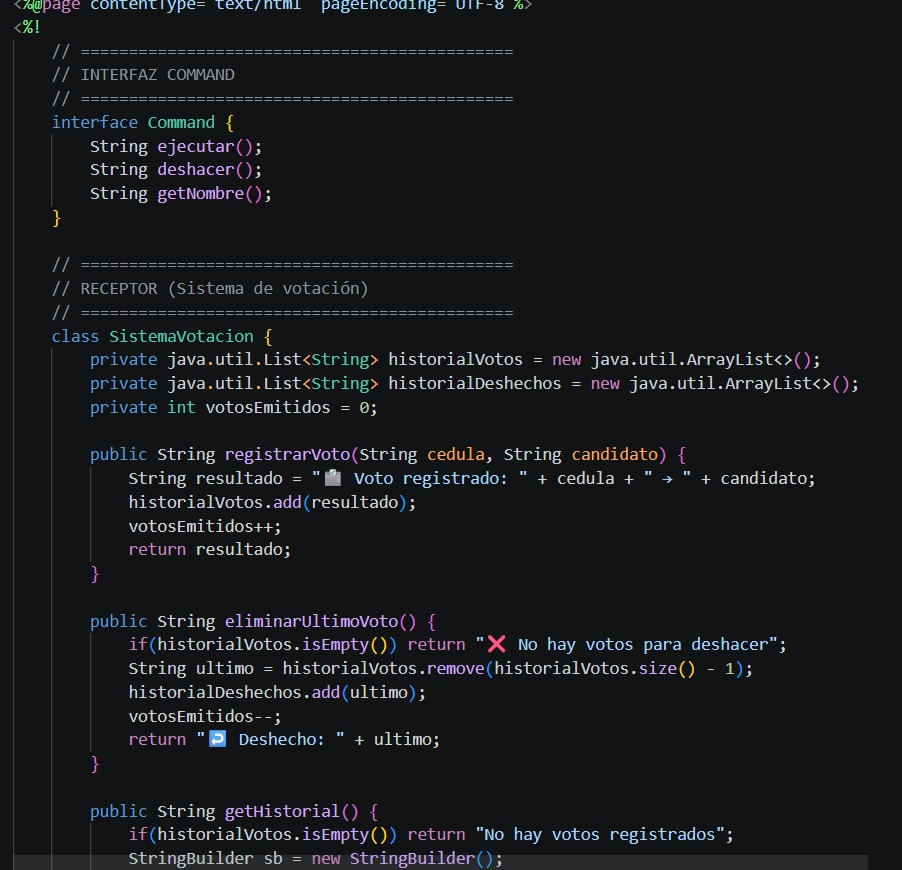 <%@page contentType="text/html" pageEncoding="UTF-8"%>
<%!
// =============================================
// INTERFAZ COMMAND
// =============================================
interface Command {
String ejecutar();
String deshacer();
String getNombre();
}
// =============================================
// RECEPTOR (Sistema de votación)
// =============================================
class SistemaVotacion {
private java.util.List<String> historialVotos = new java.util.ArrayList<>();
private java.util.List<String> historialDeshechos = new java.util.ArrayList<>();
private int votosEmitidos = 0;
public String registrarVoto(String cedula, String candidato) {
String resultado = "🗳️ Voto registrado: " + cedula + " → " + candidato;
historialVotos.add(resultado);
votosEmitidos++;
return resultado;
}
public String eliminarUltimoVoto() {
if(historialVotos.isEmpty()) return "❌ No hay votos para deshacer";
String ultimo = historialVotos.remove(historialVotos.size() - 1);
historialDeshechos.add(ultimo);
votosEmitidos--;
return "↩️ Deshecho: " + ultimo;
}
public String getHistorial() {
if(historialVotos.isEmpty()) return "No hay votos registrados";
StringBuilder sb = new StringBuilder();